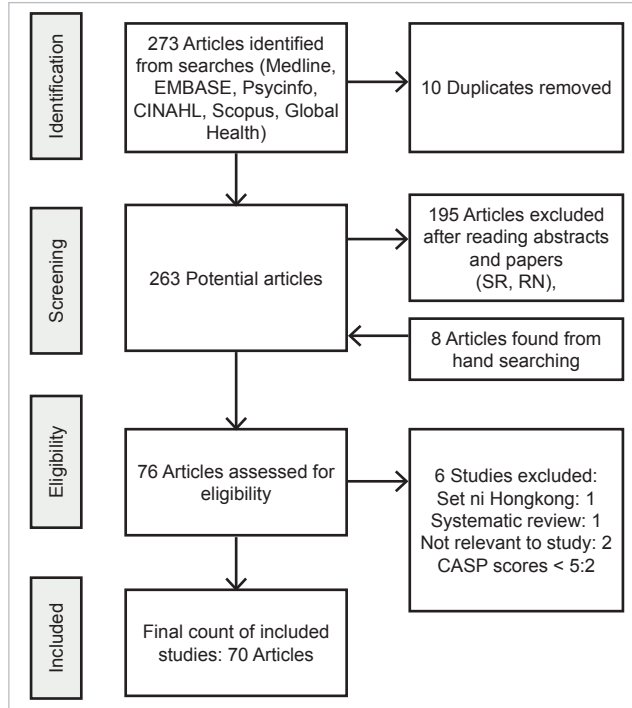 Identification
273 Articles identified
from searches (Medline,
EMBASE, Psycinfo,
CINAHL, Scopus, Global
Health)
10 Duplicates removed
Screening
263 Potential articles
195 Articles excluded
after reading abstracts
and papers
(SR, RN),
8 Articles found from
hand searching
Eligibility
76 Articles assessed for
eligibility
6 Studies excluded:
Set ni Hongkong: 1
Systematic review: 1
Not relevant to study: 2
CASP scores < 5:2
Included
Final count of included
studies: 70 Articles